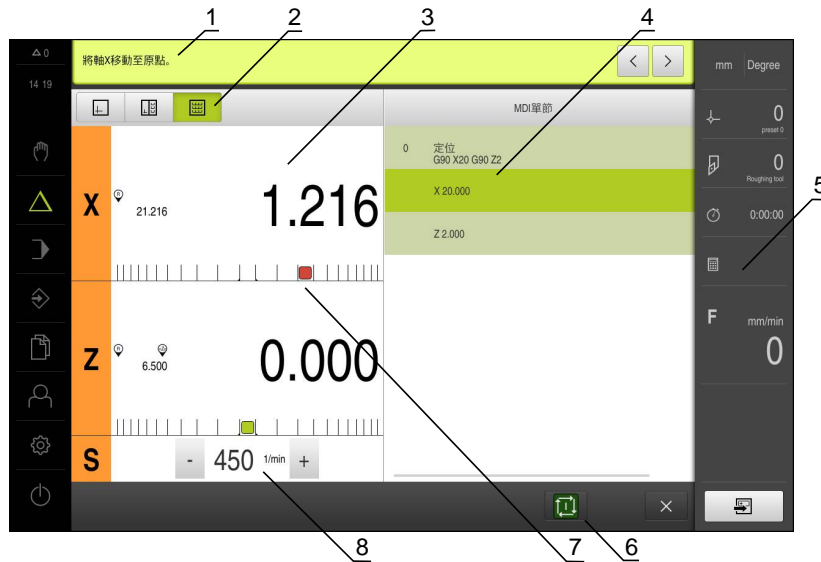 1
2
3
4
△ 0
14 19
將軸X移動至原點。
< >
mm Degree
MDI單節
0
preset 0
0
Roughing tool
5
0:00:00
F mm/min
0
0 定位
G90 X20 G90 Z2
X 20.000
Z 2.000
X
R
21.216
1.216
Z
R
6.500
0.000
S
- 450 1/min +
8
7
6